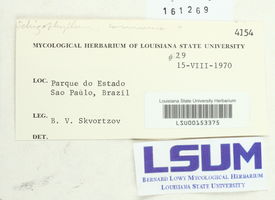 161269
4154
MYCOLOGICAL HERBARIUM OF LOUISIANA STATE UNIVERSITY
# 29
15-VIII-1970
LOC. Parque do Estado
Sao Paulo, Brazil
Louisiana State University Herbarium
LSU00153375
LEG. B. V. Skvortzov
DET.
LSUM
BERNARD LOWY MYCOLOGICAL HERBARIUM
LOUISIANA STATE UNIVERSITY